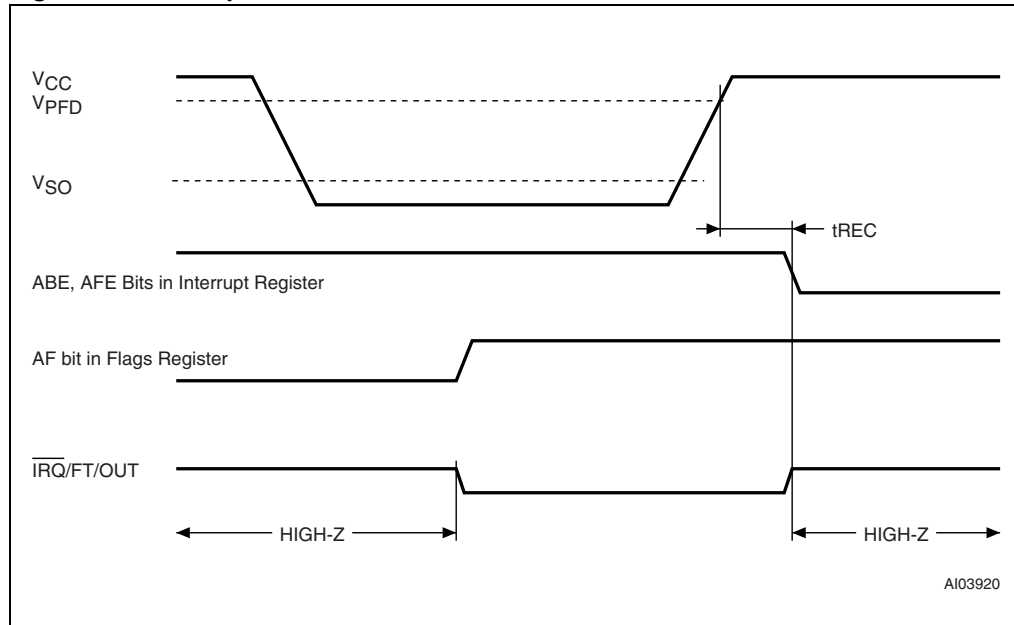 VCC
VPFD
VSO
tREC
ABE, AFE Bits in Interrupt Register
AF bit in Flags Register
IRQ/FT/OUT
HIGH-Z
HIGH-Z
AI03920